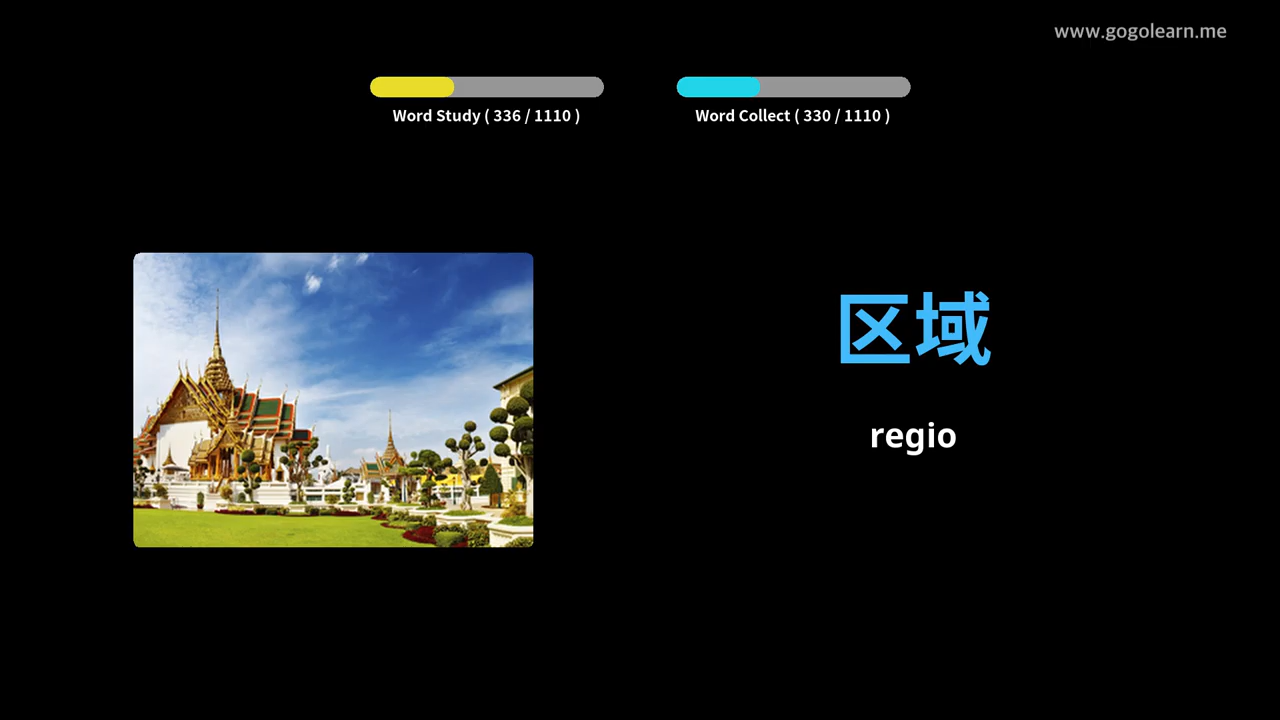 www.gogolearn.me
Word Study ( 336 / 1110 )
Word Collect ( 330 / 1110 )
区域
regio